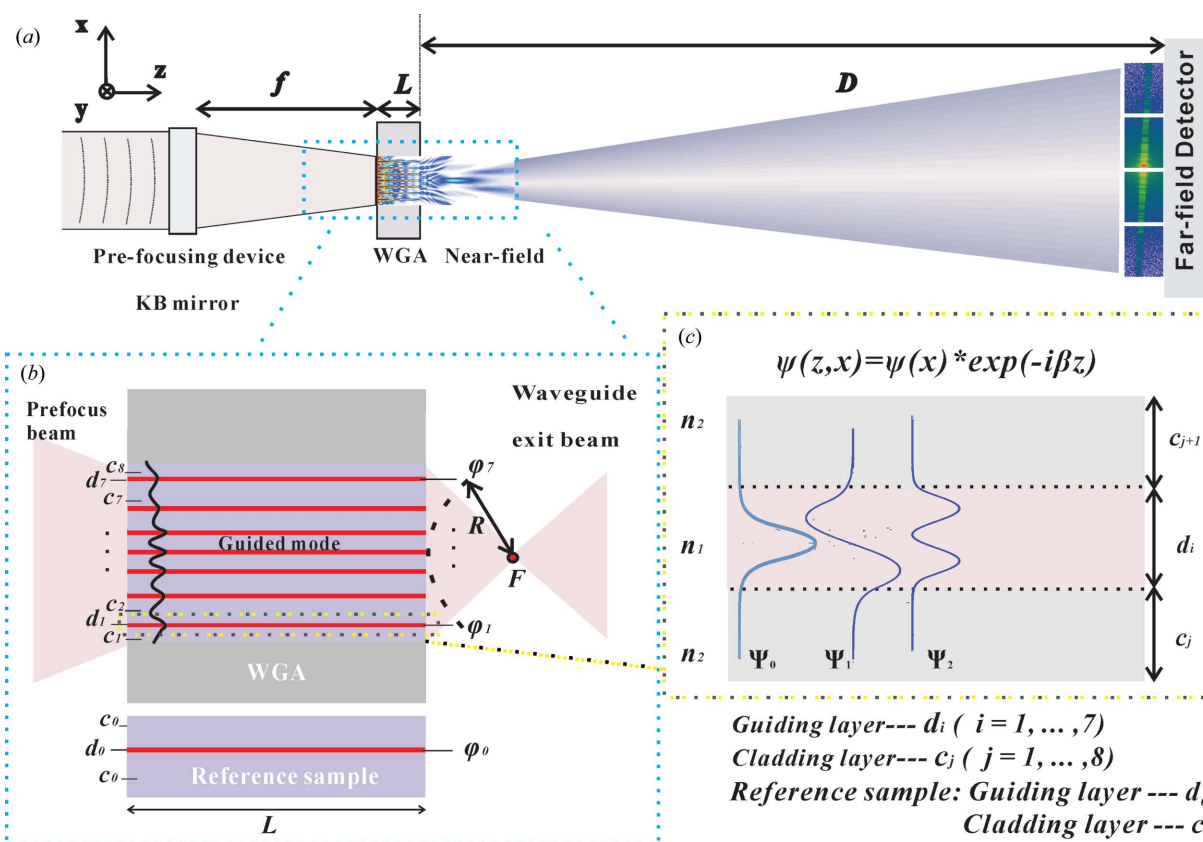 (a)
x
z
y
f
L
D
Pre-focusing device
KB mirror
WGA
Near-field
Far-field Detector
(b)
Prefocus
beam
Waveguide
exit beam
c8
d7
c7
Guided mode
c2
d1
c1
φ7
R
F
φ1
WGA
c0
d0
c0
Reference sample
φ0
L
(c)
ψ(z,x)=ψ(x)*exp(-iβz)
n2
n1
n2
Ψ0
Ψ1
Ψ2
cj+1
di
cj
Guiding layer--- di ( i = 1, ... ,7)
Cladding layer--- cj ( j = 1, ... ,8)
Reference sample: Guiding layer --- d
Cladding layer --- c